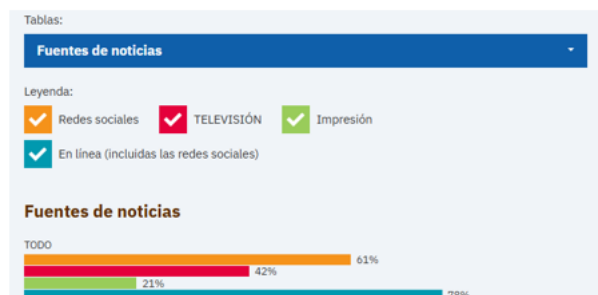 Tablas:
Fuentes de noticias
Leyenda:
Redes sociales TELEVISIÓN Impresión
En línea (incluidas las redes sociales)
Fuentes de noticias
TODO
61%
42%
21%
78%